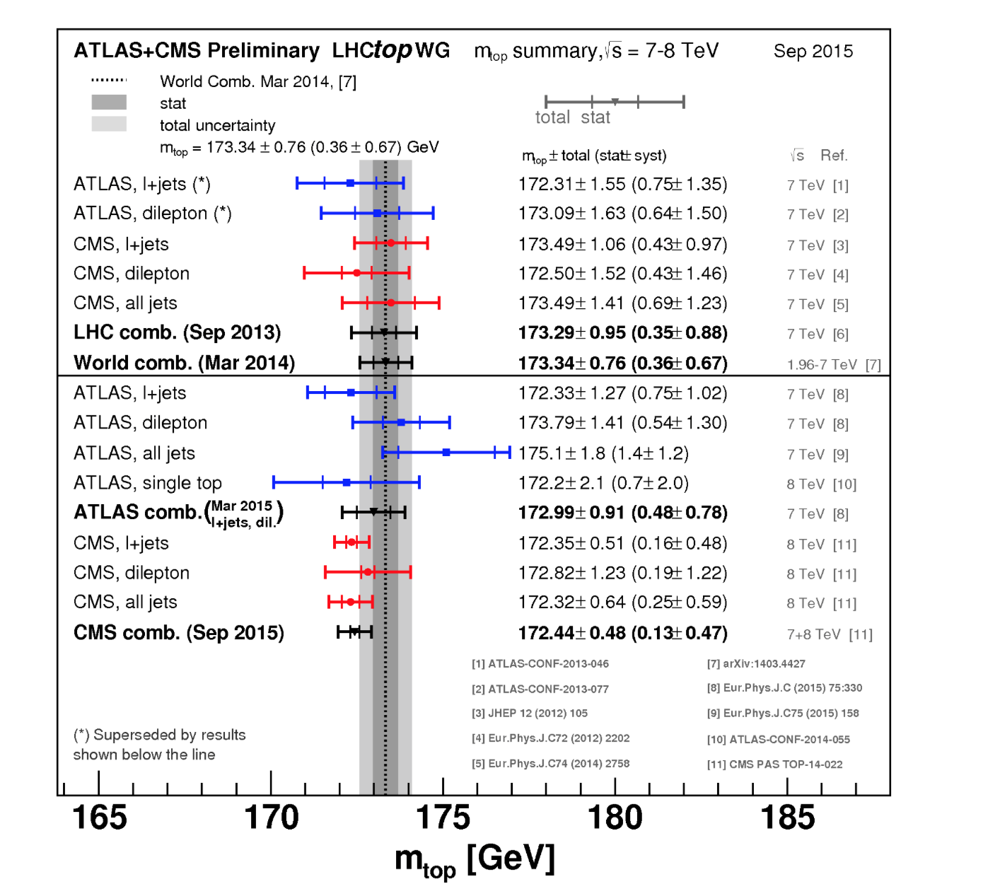 ATLAS+CMS Preliminary LHCtopWG m_top summary, √s = 7-8 TeV Sep 2015
World Comb. Mar 2014, [7]
stat
total uncertainty
total stat
m_top = 173.34 ± 0.76 (0.36 ± 0.67) GeV
m_top ± total (stat ± syst) √s Ref.
ATLAS, l+jets (*) 172.31 ± 1.55 (0.75 ± 1.35) 7 TeV [1]
ATLAS, dilepton (*) 173.09 ± 1.63 (0.64 ± 1.50) 7 TeV [2]
CMS, l+jets 173.49 ± 1.06 (0.43 ± 0.97) 7 TeV [3]
CMS, dilepton 172.50 ± 1.52 (0.43 ± 1.46) 7 TeV [4]
CMS, all jets 173.49 ± 1.41 (0.69 ± 1.23) 7 TeV [5]
LHC comb. (Sep 2013) 173.29 ± 0.95 (0.35 ± 0.88) 7 TeV [6]
World comb. (Mar 2014) 173.34 ± 0.76 (0.36 ± 0.67) 1.96-7 TeV [7]
ATLAS, l+jets 172.33 ± 1.27 (0.75 ± 1.02) 7 TeV [8]
ATLAS, dilepton 173.79 ± 1.41 (0.54 ± 1.30) 7 TeV [8]
ATLAS, all jets 175.1 ± 1.8 (1.4 ± 1.2) 7 TeV [9]
ATLAS, single top 172.2 ± 2.1 (0.7 ± 2.0) 8 TeV [10]
ATLAS comb. (Mar 2015 l+jets, dil.) 172.99 ± 0.91 (0.48 ± 0.78) 7 TeV [8]
CMS, l+jets 172.35 ± 0.51 (0.16 ± 0.48) 8 TeV [11]
CMS, dilepton 172.82 ± 1.23 (0.19 ± 1.22) 8 TeV [11]
CMS, all jets 172.32 ± 0.64 (0.25 ± 0.59) 8 TeV [11]
CMS comb. (Sep 2015) 172.44 ± 0.48 (0.13 ± 0.47) 7+8 TeV [11]
[1] ATLAS-CONF-2013-046
[2] ATLAS-CONF-2013-077
[3] JHEP 12 (2012) 105
[4] Eur.Phys.J.C72 (2012) 2202
[5] Eur.Phys.J.C74 (2014) 2758
[7] arXiv:1403.4427
[8] Eur.Phys.J.C (2015) 75:330
[9] Eur.Phys.J.C75 (2015) 158
[10] ATLAS-CONF-2014-055
[11] CMS PAS TOP-14-022
(*) Superseded by results
shown below the line
165 170 175 180 185
m_top [GeV]